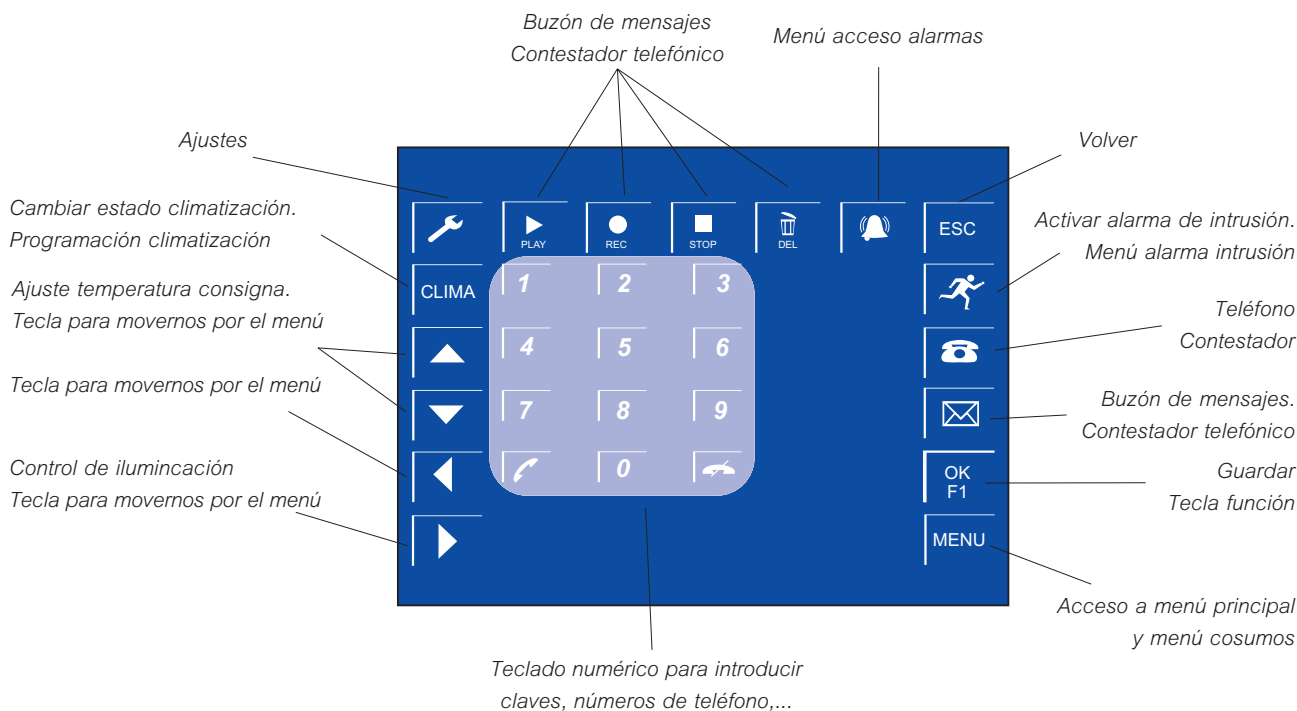 Buzón de mensajes
Contestador telefónico
Menú acceso alarmas
Ajustes
Volver
Cambiar estado climatización.
Programación climatización
Activar alarma de intrusión.
Menú alarma intrusión
Ajuste temperatura consigna.
Tecla para movernos por el menú
Teléfono
Contestador
Tecla para movernos por el menú
Buzón de mensajes.
Contestador telefónico
Control de ilumincación
Tecla para movernos por el menú
Guardar
Tecla función
PLAY
REC
STOP
DEL
ESC
CLIMA
1
2
3
4
5
6
7
8
9
0
OK
F1
MENU
Acceso a menú principal
y menú cosumos
Teclado numérico para introducir
claves, números de teléfono,...